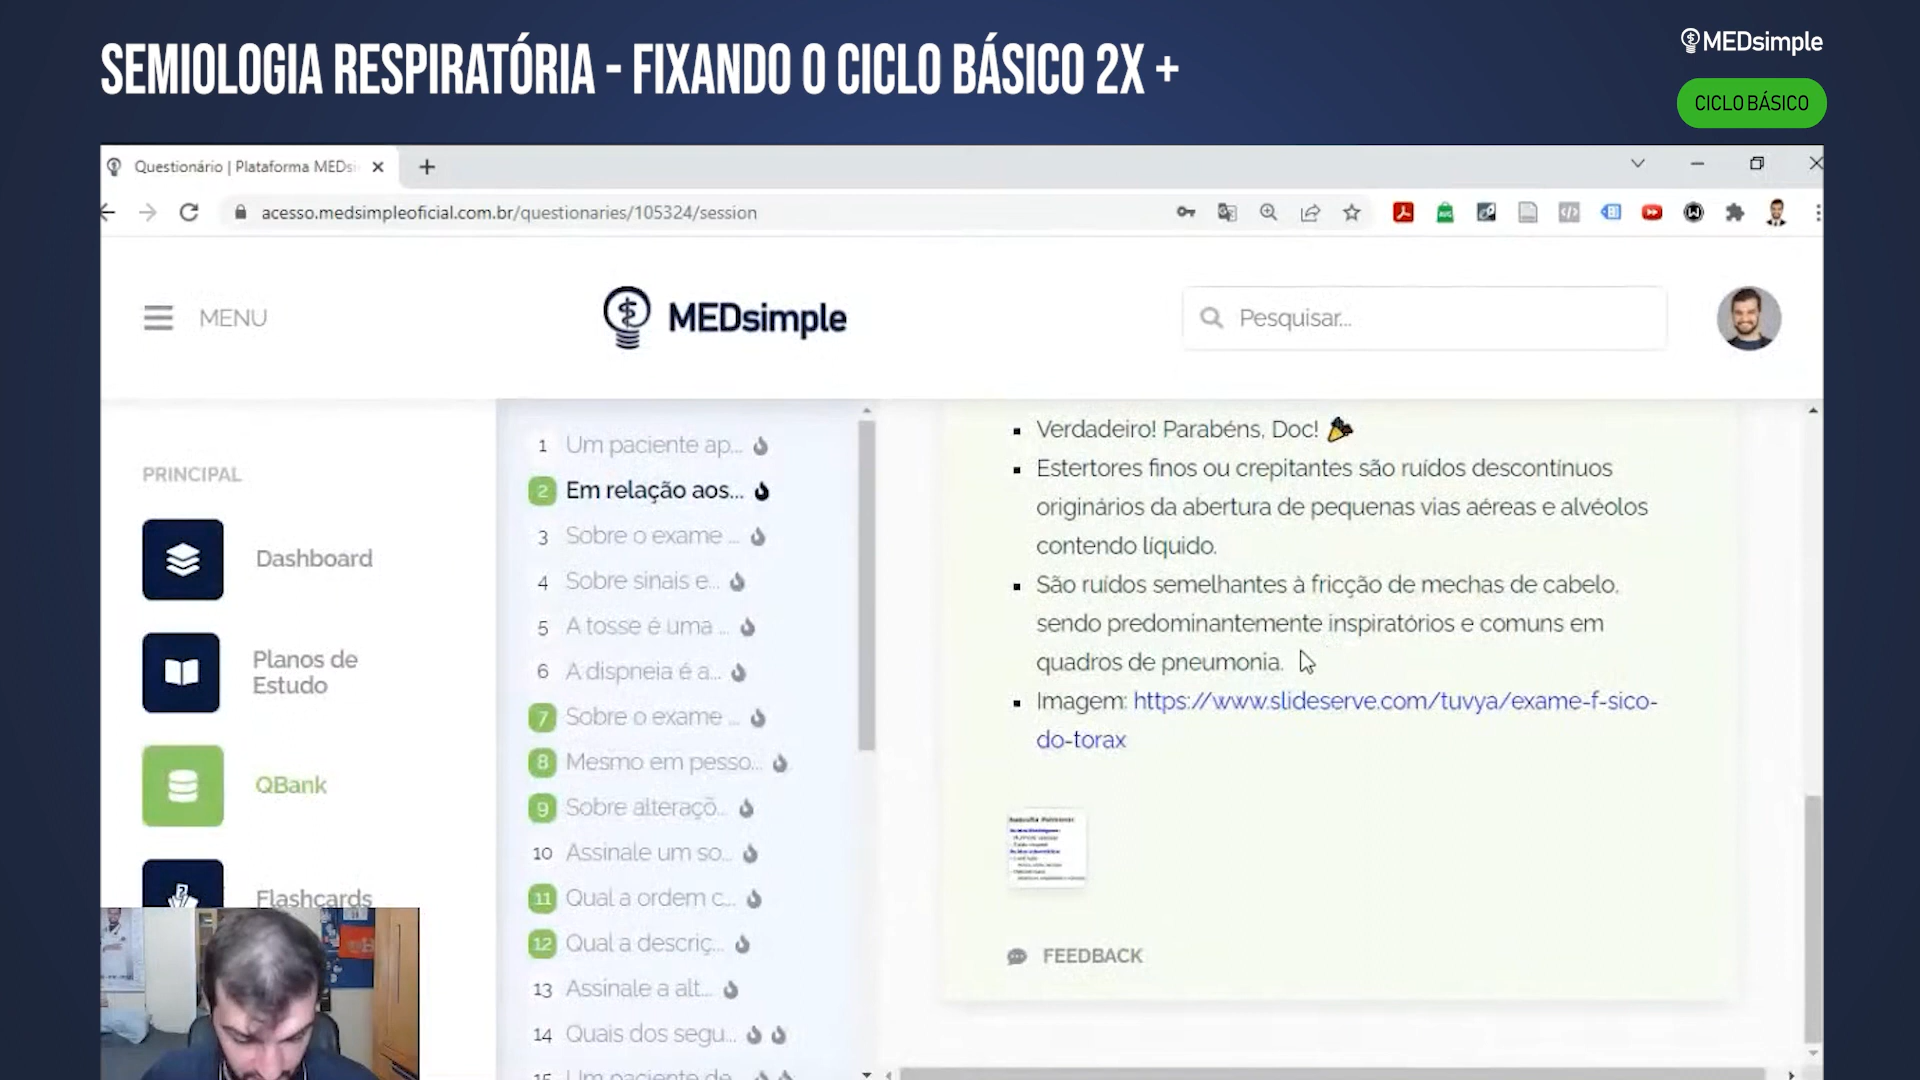 SEMIOLOGIA RESPIRATÓRIA - FIXANDO O CICLO BÁSICO 2X +
MEDsimple
CICLO BÁSICO
Questionário | Plataforma MEDsi
acesso.medsimpleoficial.com.br/questionaries/105324/session
MENU
MEDsimple
Pesquisar...
PRINCIPAL
Dashboard
Planos de
Estudo
QBank
Flashcards
1 Um paciente ap...
2 Em relação aos...
3 Sobre o exame ...
4 Sobre sinais e...
5 A tosse é uma ...
6 A dispneia é a...
7 Sobre o exame ...
8 Mesmo em pesso...
9 Sobre alteraçõ...
10 Assinale um so...
11 Qual a ordem c...
12 Qual a descriç...
13 Assinale a alt...
14 Quais dos segu...
15 Um paciente de
▪ Verdadeiro! Parabéns, Doc! 🎉
▪ Estertores finos ou crepitantes são ruídos descontínuos
originários da abertura de pequenas vias aéreas e alvéolos
contendo líquido.
▪ São ruídos semelhantes à fricção de mechas de cabelo,
sendo predominantemente inspiratórios e comuns em
quadros de pneumonia.
▪ Imagem: https://www.slideserve.com/tuvya/exame-f-sico-
do-torax
FEEDBACK